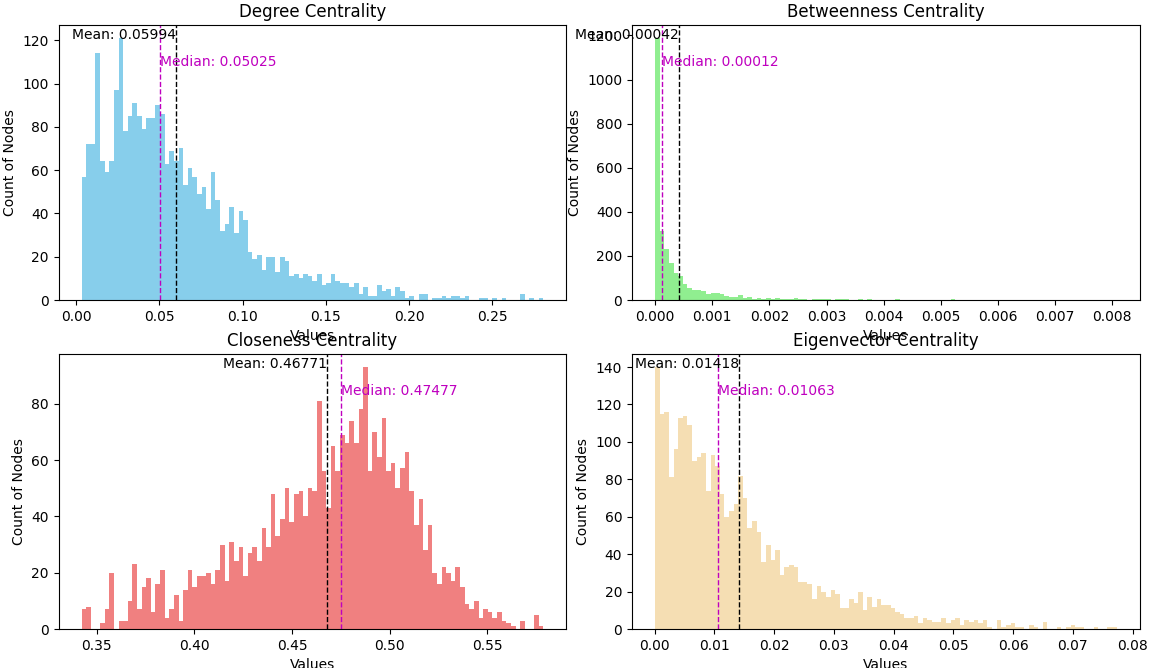 Degree Centrality
Mean: 0.05994
Median: 0.05025
Count of Nodes
120
100
80
60
40
20
0
0.00 0.05 0.10 0.15 0.20 0.25
Values
Betweenness Centrality
Mean: 0.00042
Median: 0.00012
Count of Nodes
1200
1000
800
600
400
200
0
0.000 0.001 0.002 0.003 0.004 0.005 0.006 0.007 0.008
Values
Closeness Centrality
Mean: 0.46771
Median: 0.47477
Count of Nodes
80
60
40
20
0
0.35 0.40 0.45 0.50 0.55
Values
Eigenvector Centrality
Mean: 0.01418
Median: 0.01063
Count of Nodes
140
120
100
80
60
40
20
0
0.00 0.01 0.02 0.03 0.04 0.05 0.06 0.07 0.08
Values